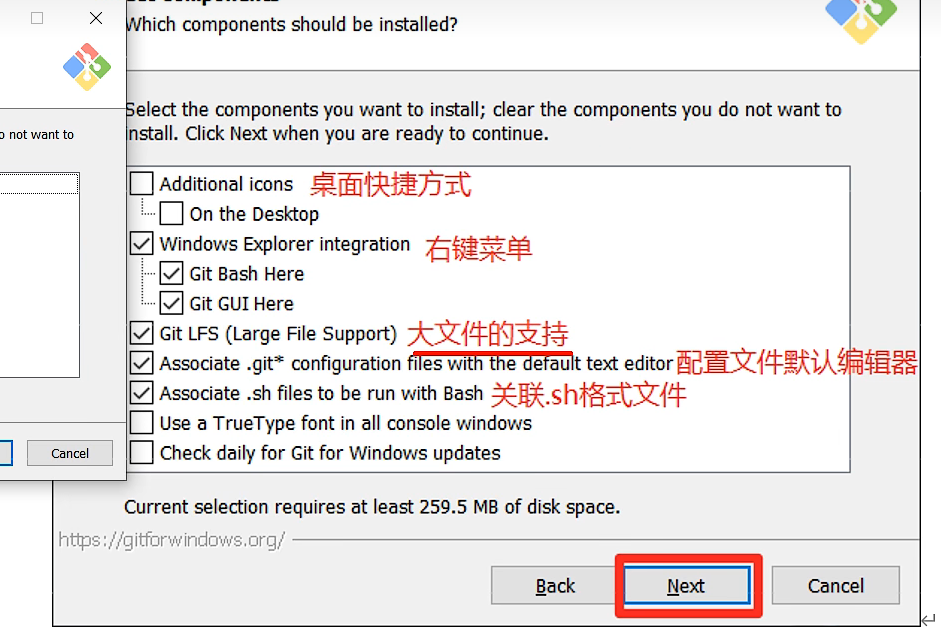 Which components should be installed?
o not want to
Select the components you want to install; clear the components you do not want to
install. Click Next when you are ready to continue.
Additional icons 桌面快捷方式
On the Desktop
Windows Explorer integration 右键菜单
Git Bash Here
Git GUI Here
Git LFS (Large File Support) 大文件的支持
Associate .git* configuration files with the default text editor 配置文件默认编辑器
Associate .sh files to be run with Bash 关联.sh格式文件
Use a TrueType font in all console windows
Check daily for Git for Windows updates
Cancel
Current selection requires at least 259.5 MB of disk space.
https://gitforwindows.org/
Back Next Cancel